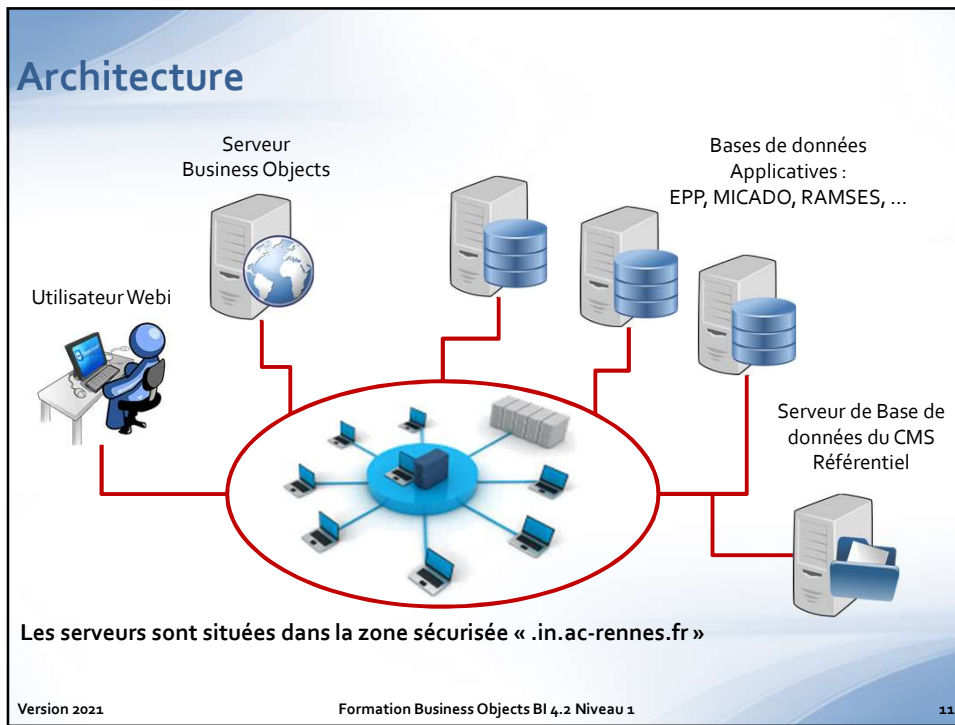 Architecture
Serveur
Business Objects
Bases de données
Applicatives :
EPP, MICADO, RAMSES, ...
Utilisateur Webi
Serveur de Base de
données du CMS
Référentiel
Les serveurs sont situées dans la zone sécurisée « .in.ac-rennes.fr »
Version 2021
Formation Business Objects BI 4.2 Niveau 1
11